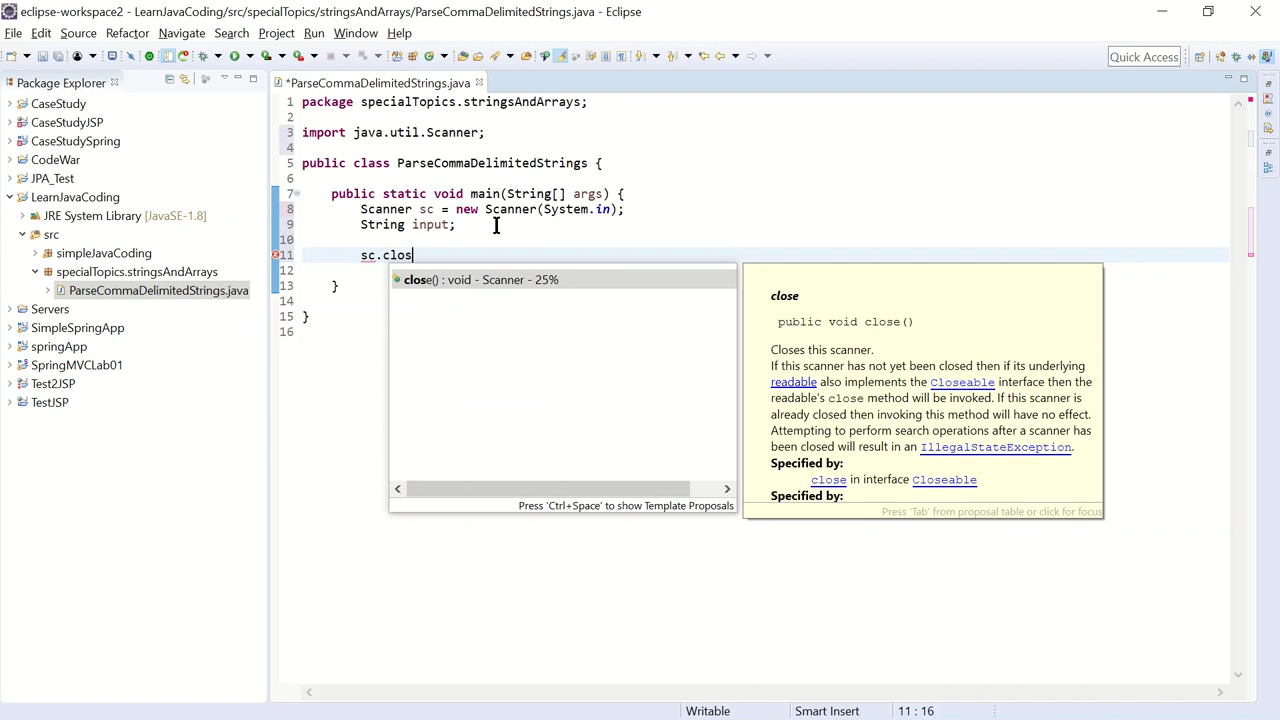 eclipse-workspace2 - LearnJavaCoding/src/specialTopics/stringsAndArrays/ParseCommaDelimitedStrings.java - Eclipse
File Edit Source Refactor Navigate Search Project Run Window Help
Quick Access
Package Explorer
*ParseCommaDelimitedStrings.java
CaseStudy
CaseStudyJSP
CaseStudySpring
CodeWar
JPA_Test
LearnJavaCoding
JRE System Library [JavaSE-1.8]
src
simpleJavaCoding
specialTopics.stringsAndArrays
ParseCommaDelimitedStrings.java
Servers
SimpleSpringApp
springApp
SpringMVCLab01
Test2JSP
TestJSP
1 package specialTopics.stringsAndArrays;
2
3 import java.util.Scanner;
4
5 public class ParseCommaDelimitedStrings {
6
7 public static void main(String[] args) {
8 Scanner sc = new Scanner(System.in);
9 String input;
10
11 sc.clos
12
13 }
14
15 }
16
close() : void - Scanner - 25%
Press 'Ctrl+Space' to show Template Proposals
close
public void close()
Closes this scanner.
If this scanner has not yet been closed then if its underlying
readable also implements the Closeable interface then the
readable's close method will be invoked. If this scanner is
already closed then invoking this method will have no effect.
Attempting to perform search operations after a scanner has
been closed will result in an IllegalStateException.
Specified by:
close in interface Closeable
Specified by:
Press 'Tab' from proposal table or click for focus
Writable Smart Insert 11 : 16